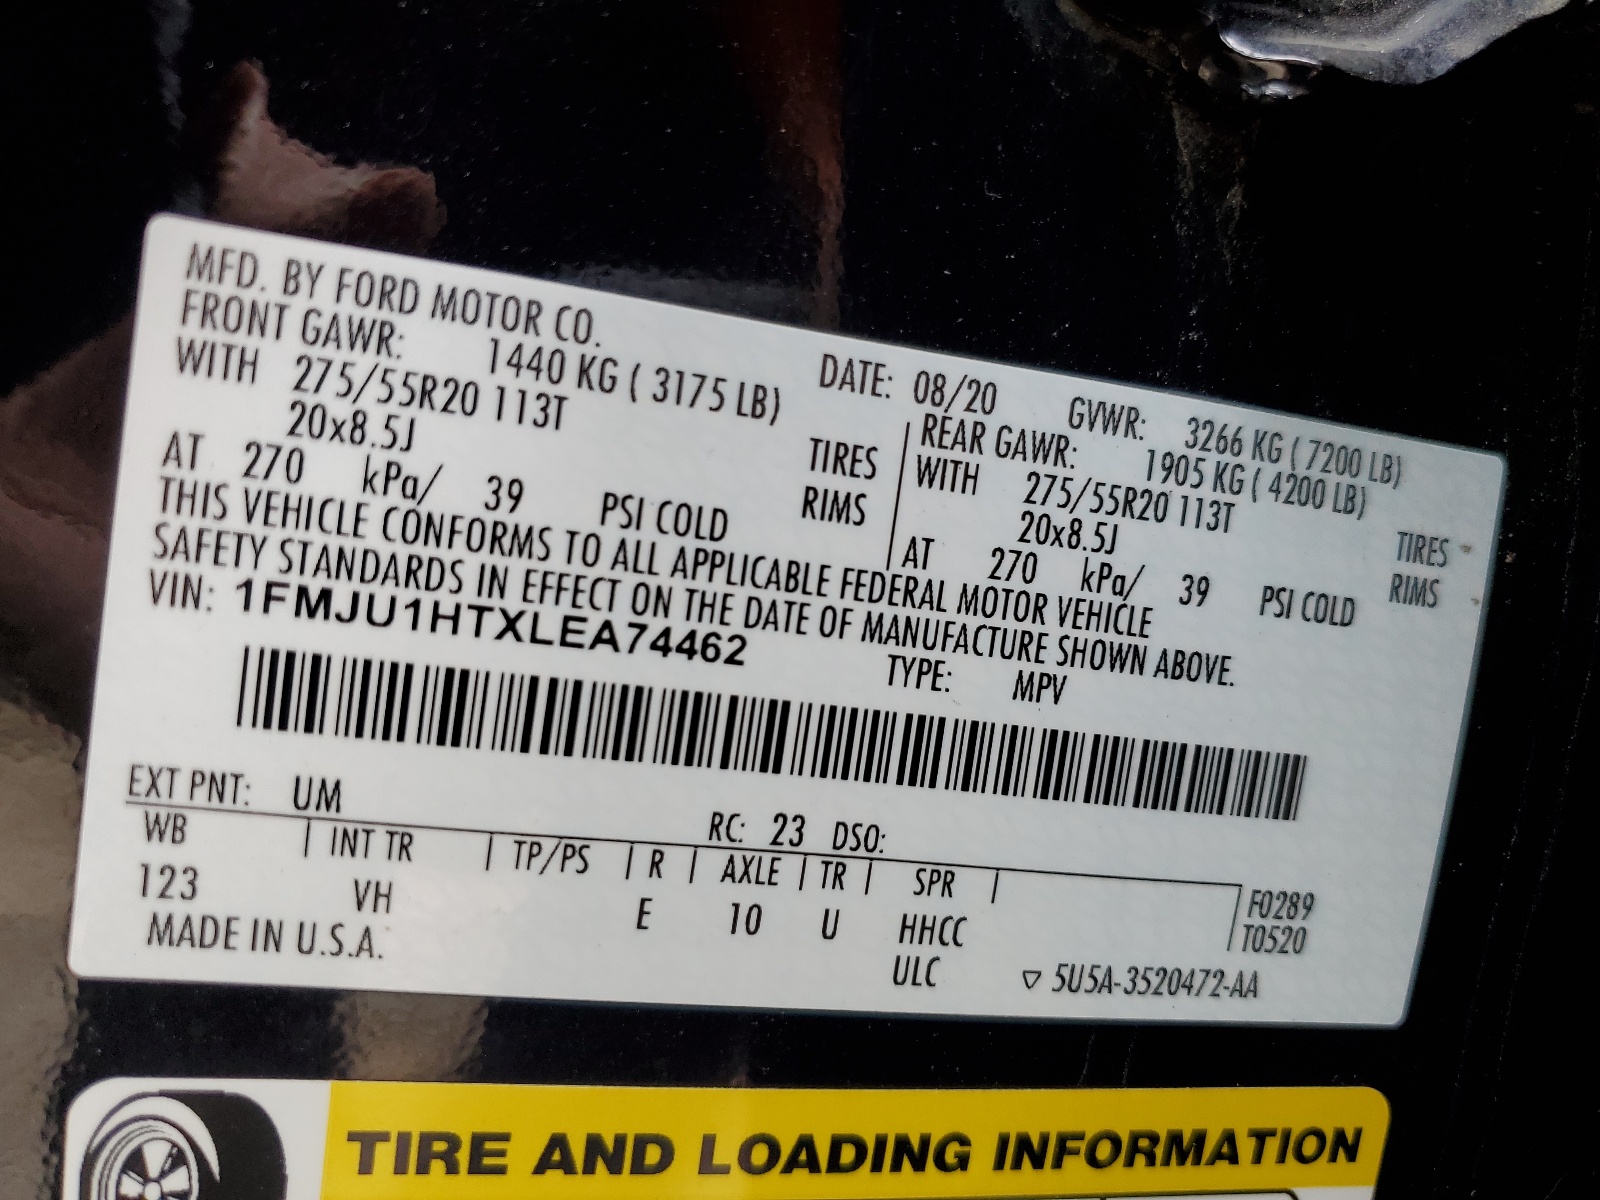 MFD. BY FORD MOTOR CO.
DATE: 08/20 GVWR: 3266 KG ( 7200 LB)
FRONT GAWR: 1440 KG ( 3175 LB)
REAR GAWR: 1905 KG ( 4200 LB)
WITH 275/55R20 113T TIRES
WITH 275/55R20 113T TIRES
20x8.5J RIMS
20x8.5J RIMS
AT 270 kPa/ 39 PSI COLD
AT 270 kPa/ 39 PSI COLD
THIS VEHICLE CONFORMS TO ALL APPLICABLE FEDERAL MOTOR VEHICLE
SAFETY STANDARDS IN EFFECT ON THE DATE OF MANUFACTURE SHOWN ABOVE.
VIN: 1FMJU1HTXLEA74462
TYPE: MPV
EXT PNT: UM RC: 23 DSO:
WB | INT TR | TP/PS | R | AXLE | TR | SPR | F0289
123 VH E 10 U HHCC T0520
MADE IN U.S.A. ULC ▽ 5U5A-3520472-AA
TIRE AND LOADING INFORMATION